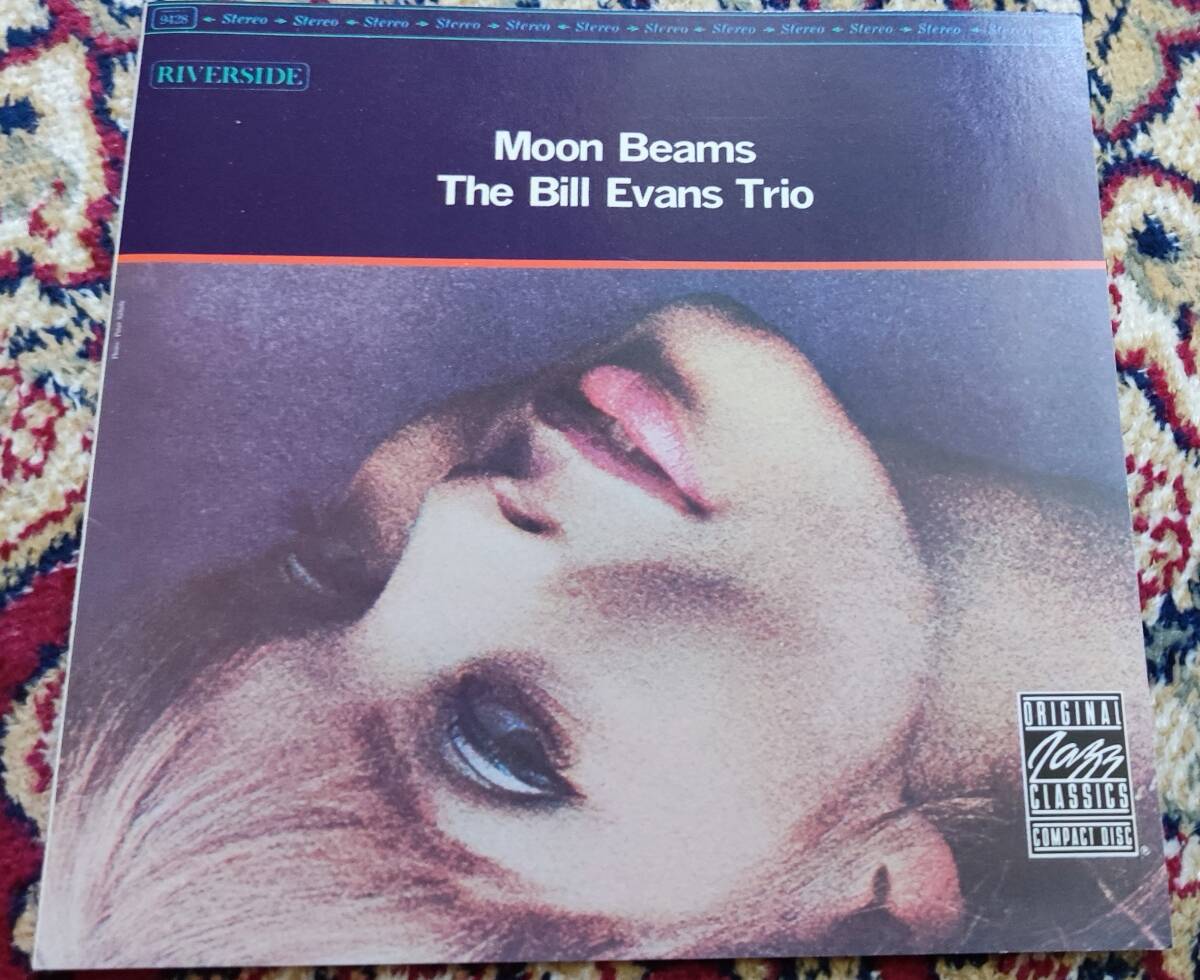 9428 Stereo Stereo Stereo Stereo Stereo Stereo Stereo Stereo Stereo Stereo Stereo Stereo
RIVERSIDE
Moon Beams
The Bill Evans Trio
ORIGINAL
Jazz
CLASSICS
COMPACT DISC
®